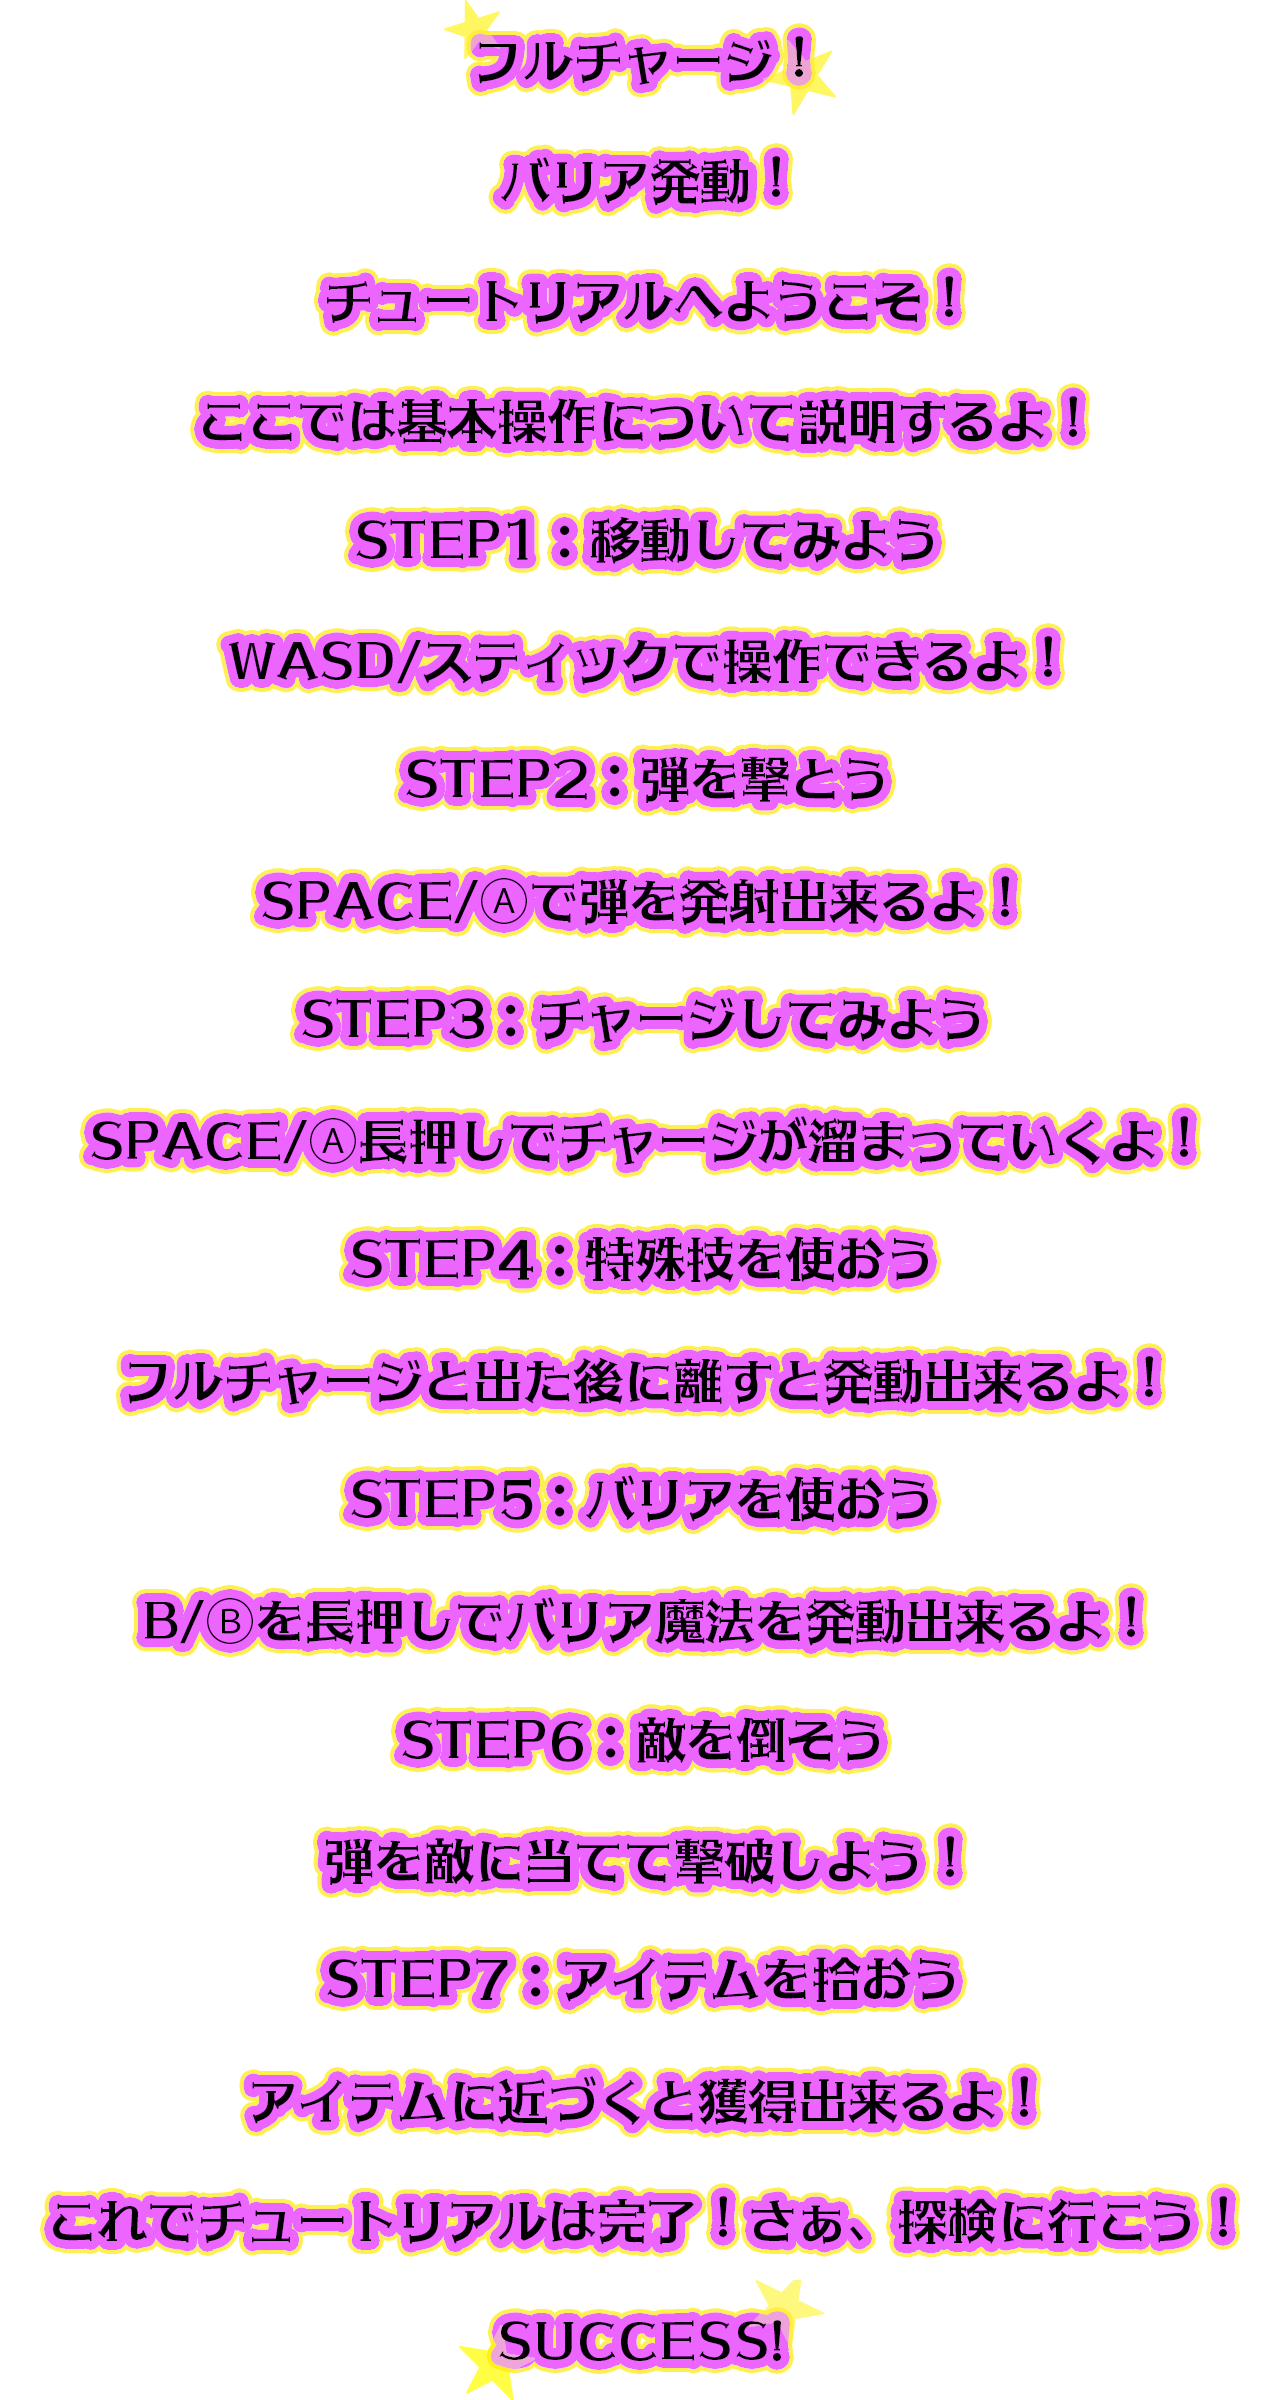 フルチャージ！
バリア発動！
チュートリアルへようこそ！
ここでは基本操作について説明するよ！
STEP1：移動してみよう
WASD/スティックで操作できるよ！
STEP2：弾を撃とう
SPACE/Ⓐで弾を発射出来るよ！
STEP3：チャージしてみよう
SPACE/Ⓐ長押しでチャージが溜まっていくよ！
STEP4：特殊技を使おう
フルチャージと出た後に離すと発動出来るよ！
STEP5：バリアを使おう
B/Ⓑを長押しでバリア魔法を発動出来るよ！
STEP6：敵を倒そう
弾を敵に当てて撃破しよう！
STEP7：アイテムを拾おう
アイテムに近づくと獲得出来るよ！
これでチュートリアルは完了！さぁ、探検に行こう！
SUCCESS!